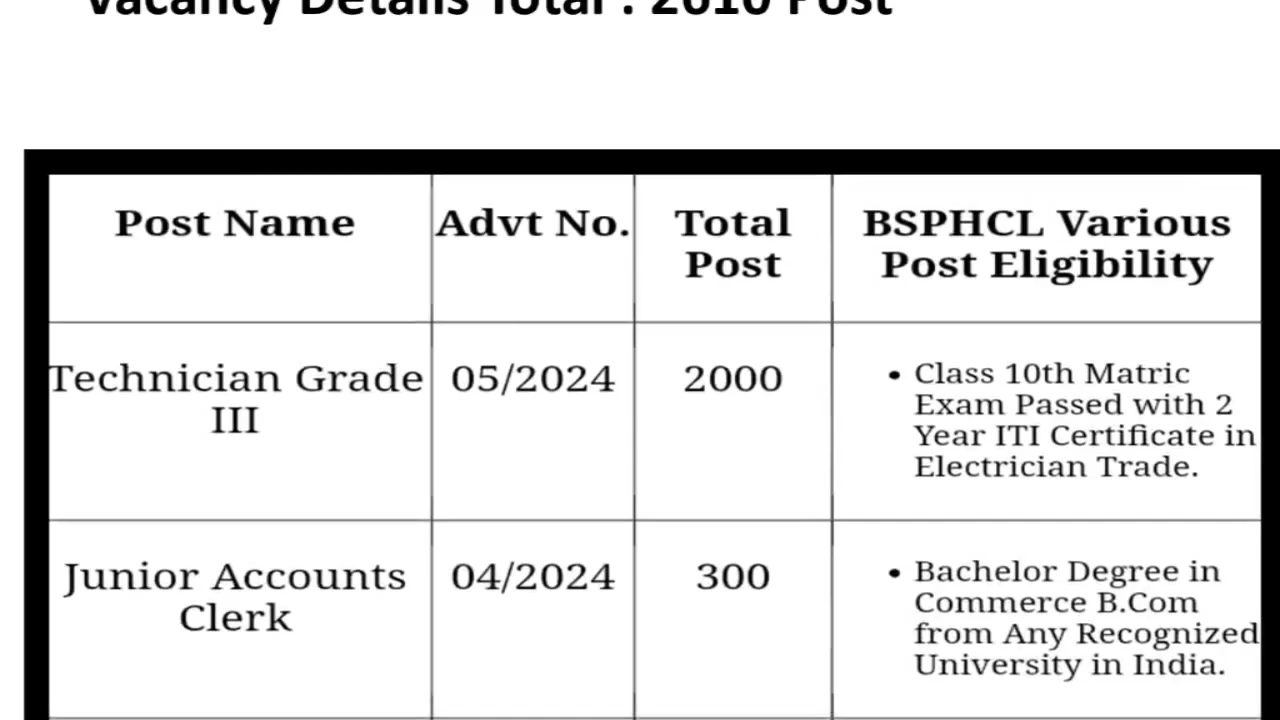 Vacancy Details Total : 2610 Post
Post Name
Advt No.
Total
Post
BSPHCL Various
Post Eligibility
Technician Grade
III
05/2024
2000
• Class 10th Matric
Exam Passed with 2
Year ITI Certificate in
Electrician Trade.
Junior Accounts
Clerk
04/2024
300
• Bachelor Degree in
Commerce B.Com
from Any Recognized
University in India.